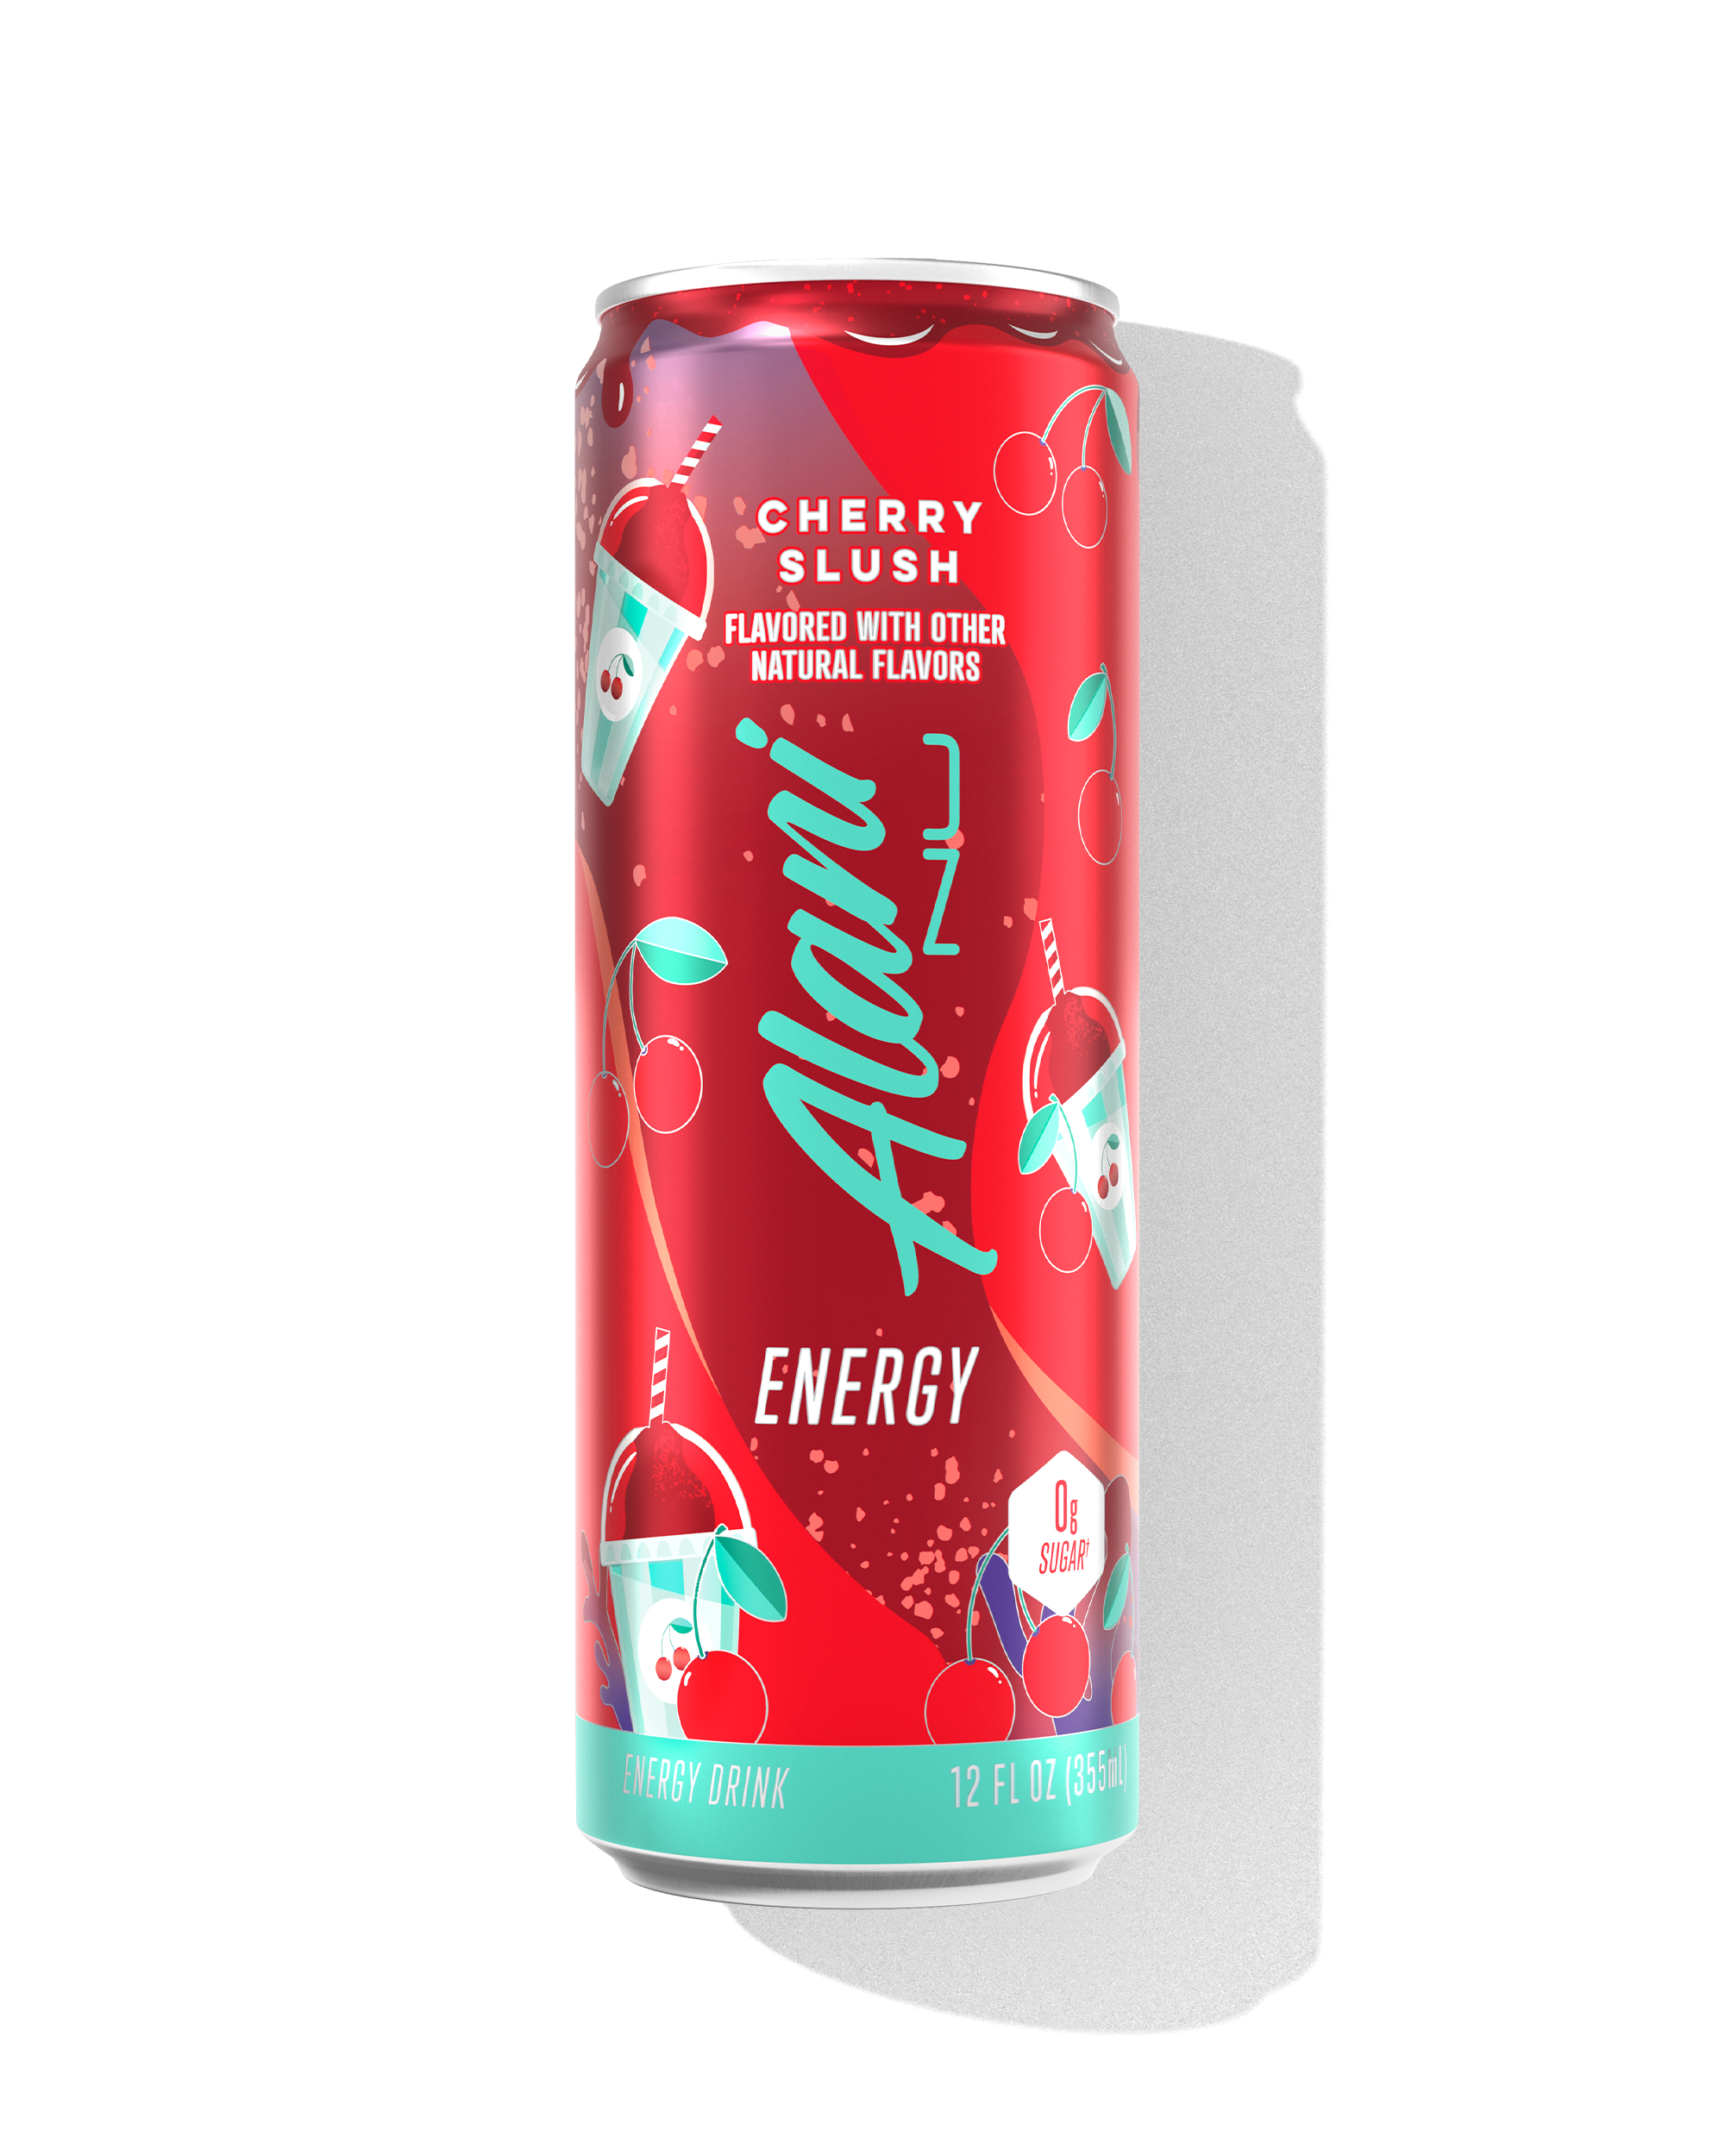 CHERRY
SLUSH
FLAVORED WITH OTHER
NATURAL FLAVORS
Alani
NU
ENERGY
0g
SUGAR†
ENERGY DRINK
12 FL OZ (355mL)